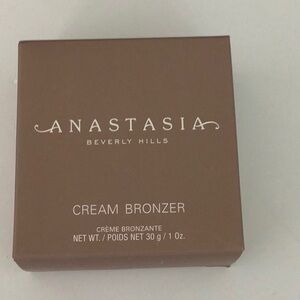 ANASTASIA
BEVERLY HILLS
CREAM BRONZER
CRÈME BRONZANTE
NET WT. / POIDS NET 30 g / 1 Oz.